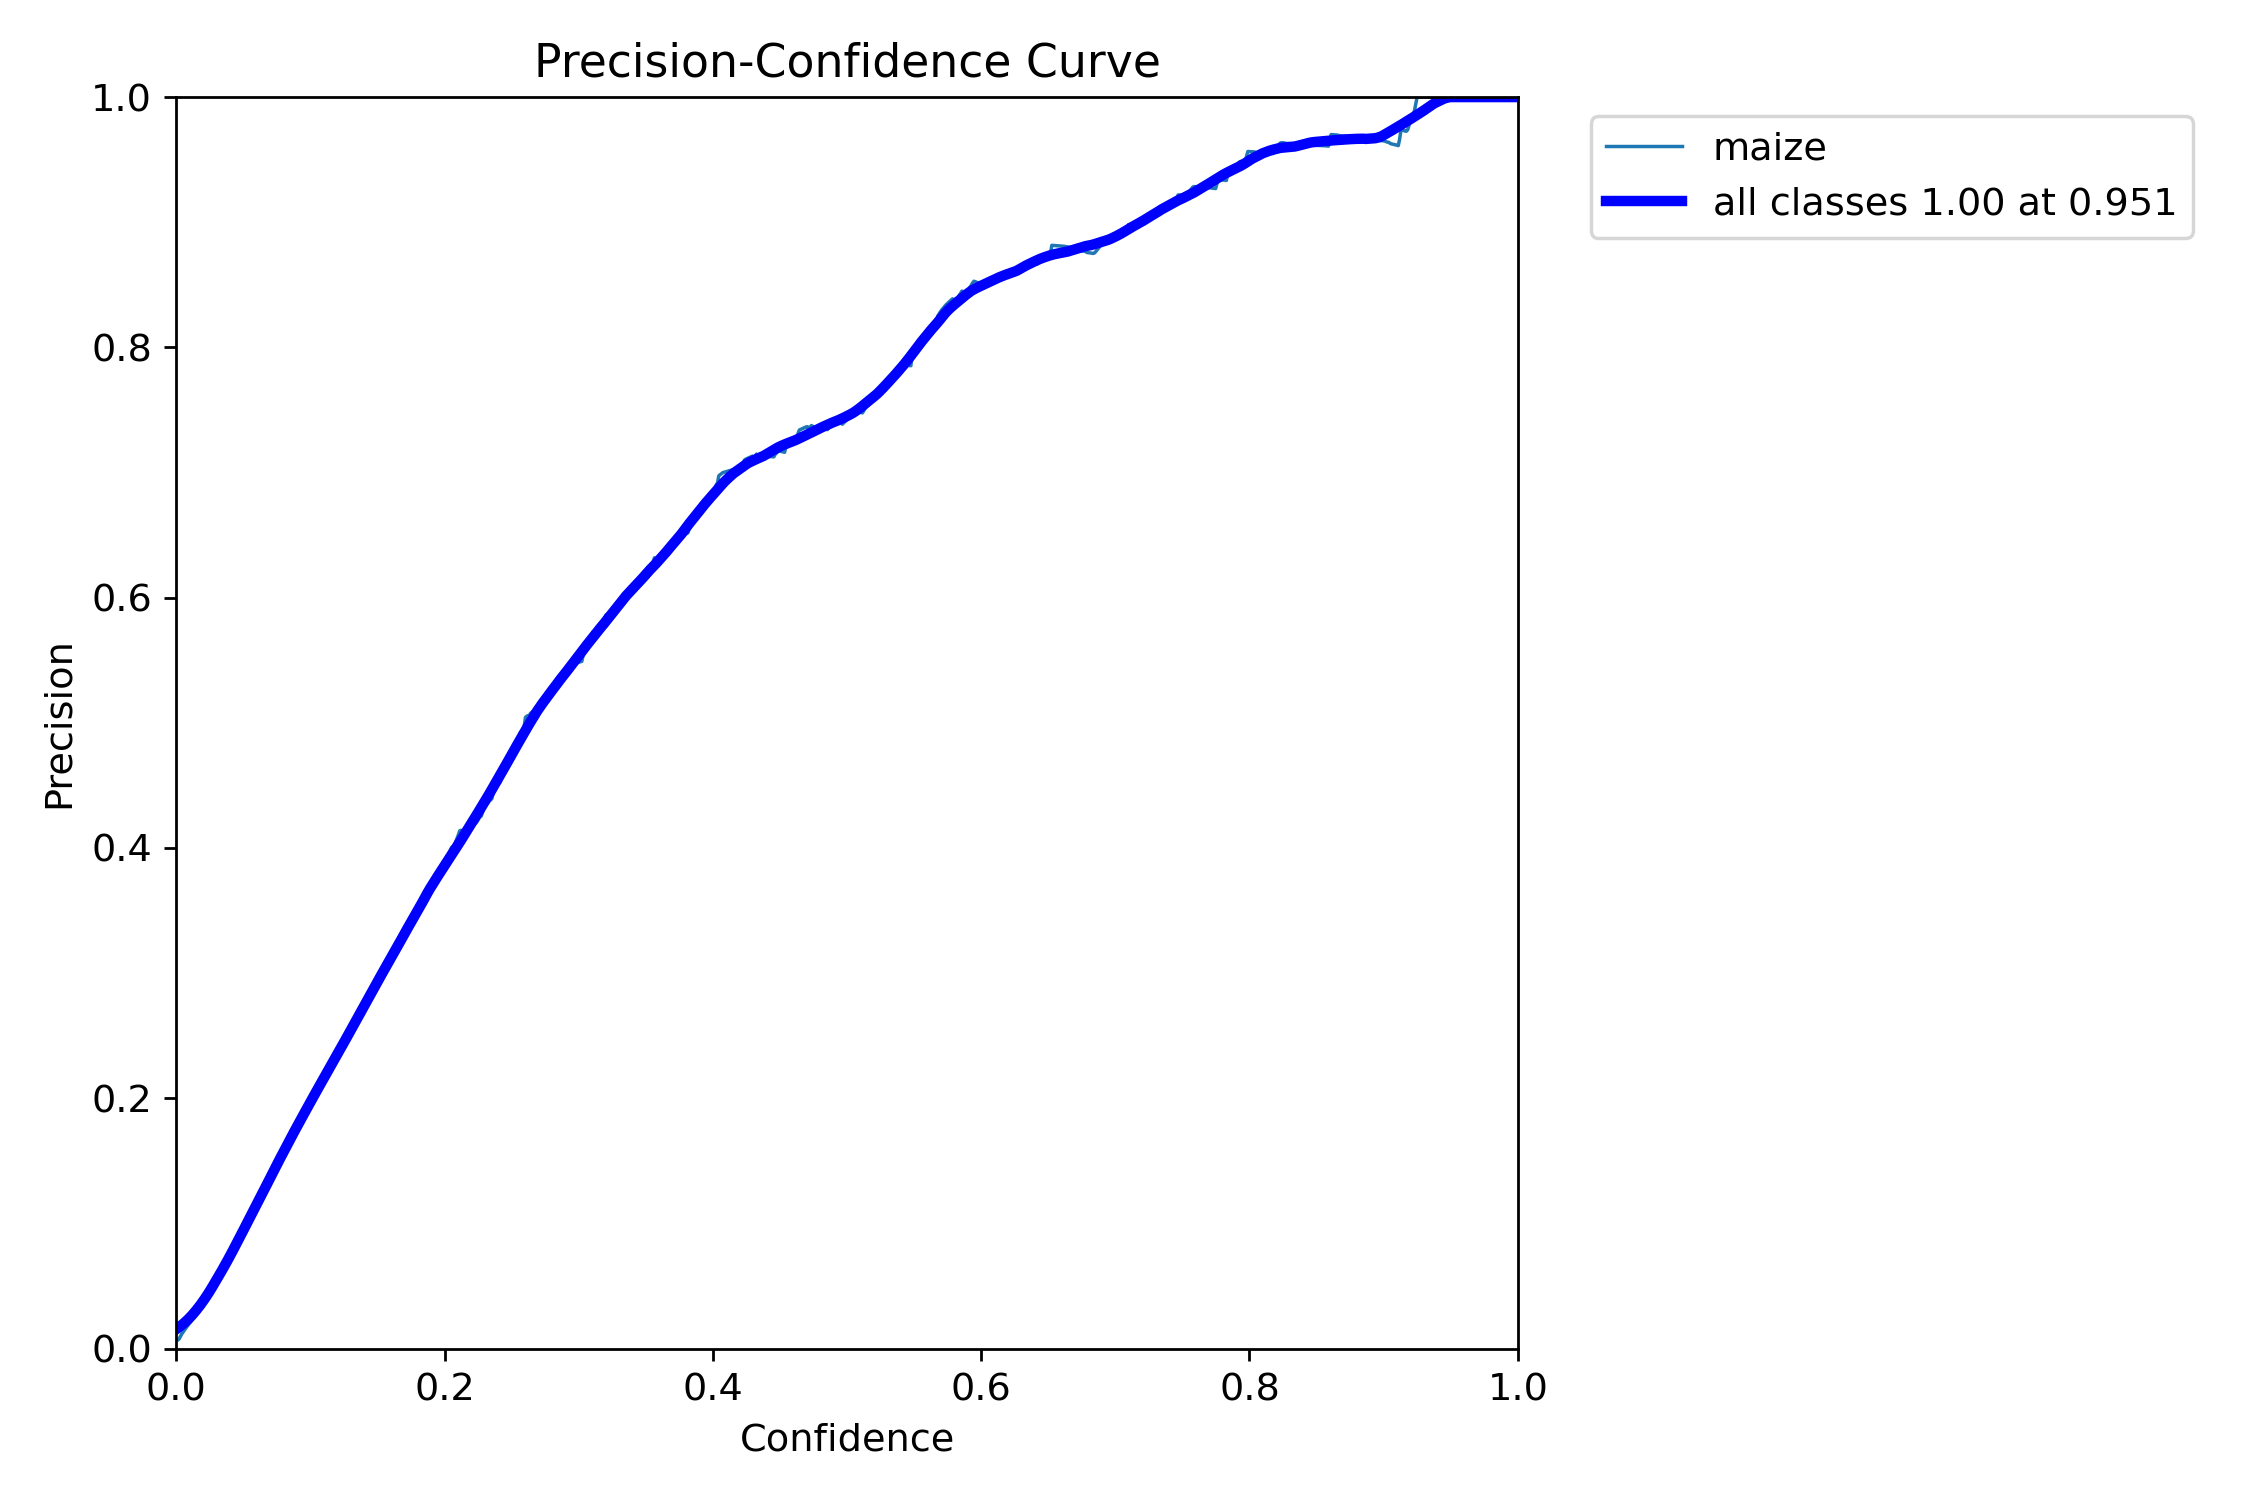 Precision-Confidence Curve
1.0
0.8
0.6
0.4
0.2
0.0
Precision
0.0 0.2 0.4 0.6 0.8 1.0
Confidence
maize
all classes 1.00 at 0.951